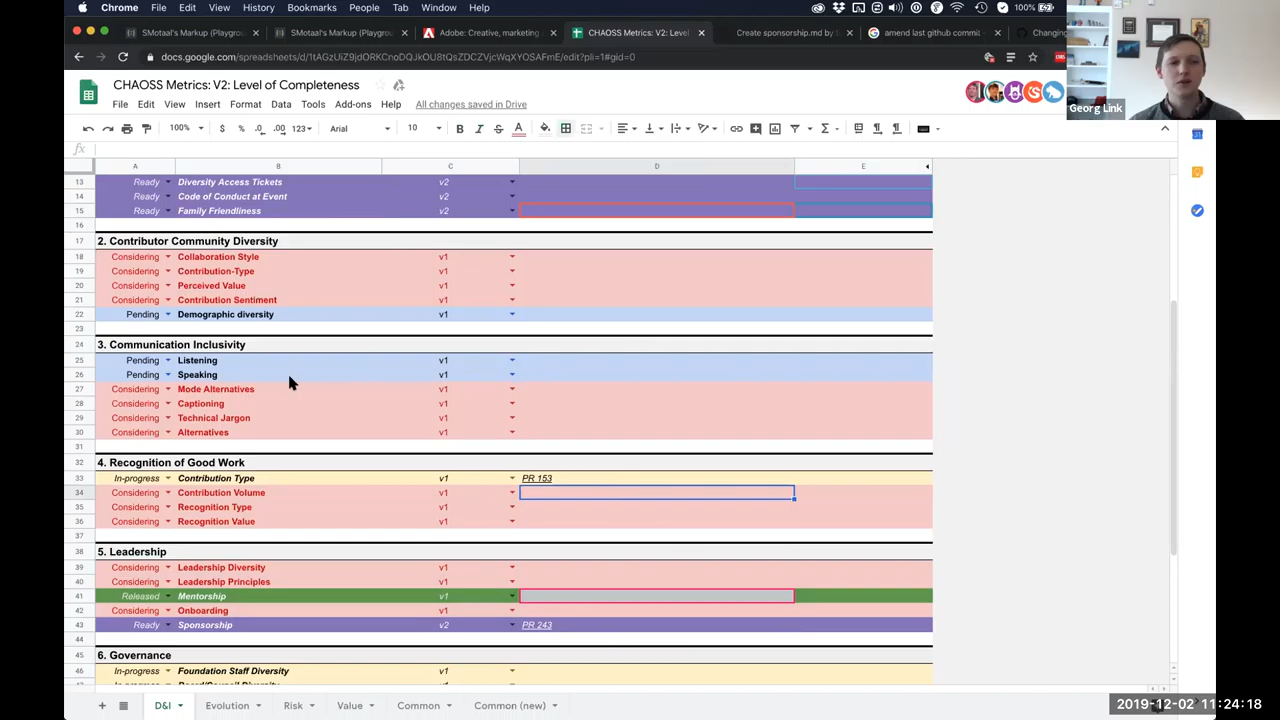 Chrome File Edit View History Bookmarks People Tab Window Help 100%
SMotaal's Markup (Playgrou SMotaal's Markup (Playgrou Adobe: Creative, marketing CHAOSS Metrics: V2: Leve Create sponsorship.md by S amend last github commit - Changing
CHAOSS Metrics: V2: Level of Completeness
File Edit View Insert Format Data Tools Add-ons Help All changes saved in Drive
Georg Link
100% $ % .0 .00 123 Arial 10 B S A
fx
A B C D E
13 Ready Diversity Access Tickets v2
14 Ready Code of Conduct at Event v2
15 Ready Family Friendliness v2
16
17 2. Contributor Community Diversity
18 Considering Collaboration Style v1
19 Considering Contribution-Type v1
20 Considering Perceived Value v1
21 Considering Contribution Sentiment v1
22 Pending Demographic diversity v1
23
24 3. Communication Inclusivity
25 Pending Listening v1
26 Pending Speaking v1
27 Considering Mode Alternatives v1
28 Considering Captioning v1
29 Considering Technical Jargon v1
30 Considering Alternatives v1
31
32 4. Recognition of Good Work
33 In-progress Contribution Type v1 PR 153
34 Considering Contribution Volume v1
35 Considering Recognition Type v1
36 Considering Recognition Value v1
37
38 5. Leadership
39 Considering Leadership Diversity v1
40 Considering Leadership Principles v1
41 Released Mentorship v1
42 Considering Onboarding v1
43 Ready Sponsorship v2 PR 243
44
45 6. Governance
46 In-progress Foundation Staff Diversity v1
D&I Evolution Risk Value Common Common (new)
2019-12-02 11:24:18